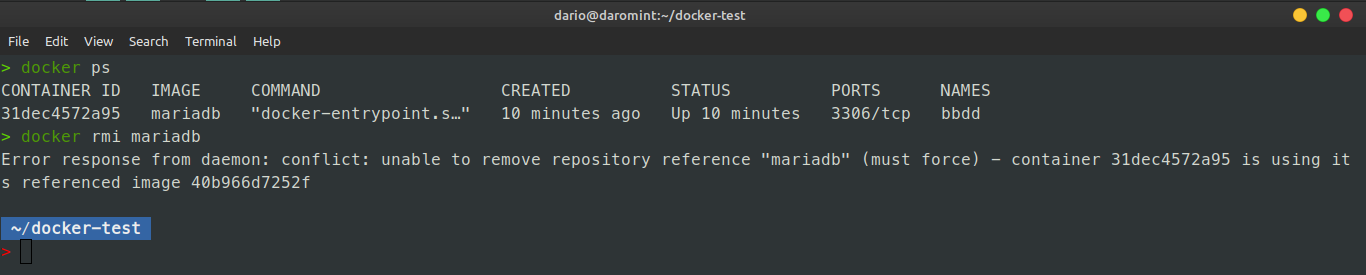 dario@daromint:~/docker-test
File Edit View Search Terminal Help
> docker ps
CONTAINER ID IMAGE COMMAND CREATED STATUS PORTS NAMES
31dec4572a95 mariadb "docker-entrypoint.s…" 10 minutes ago Up 10 minutes 3306/tcp bbdd
> docker rmi mariadb
Error response from daemon: conflict: unable to remove repository reference "mariadb" (must force) - container 31dec4572a95 is using it
s referenced image 40b966d7252f
~/docker-test
>